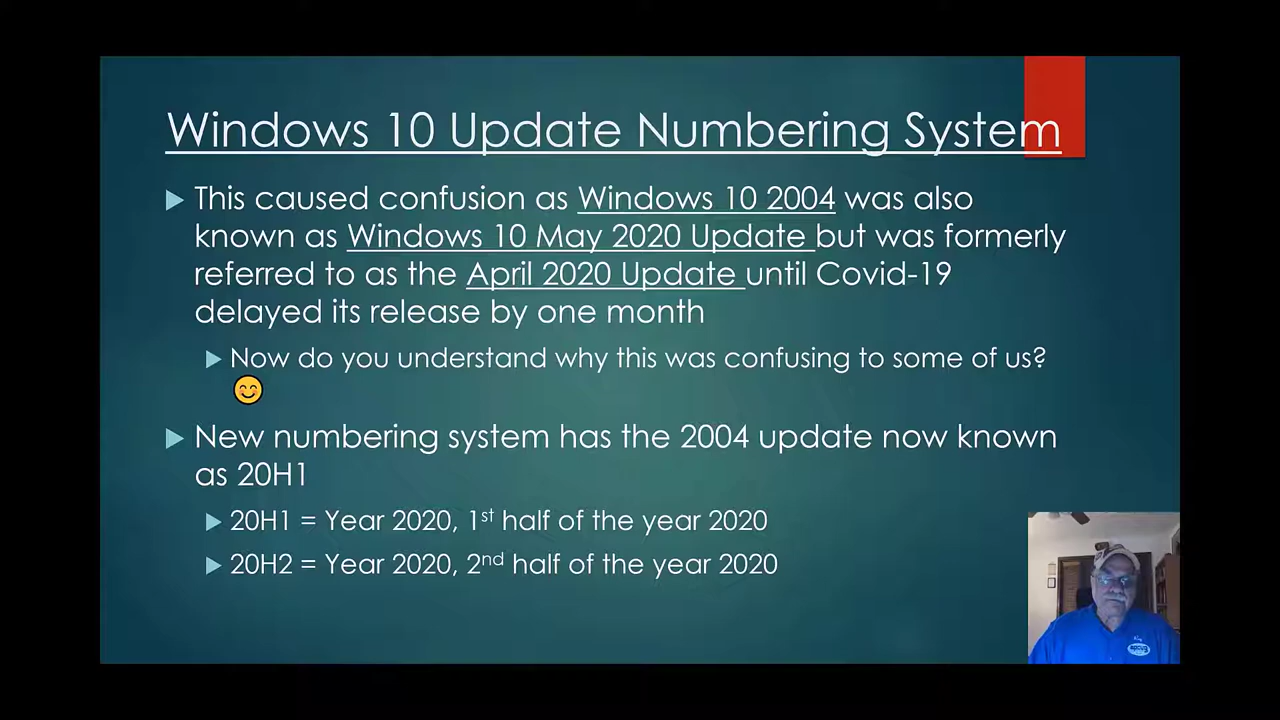 Windows 10 Update Numbering System
This caused confusion as Windows 10 2004 was also
known as Windows 10 May 2020 Update but was formerly
referred to as the April 2020 Update until Covid-19
delayed its release by one month
Now do you understand why this was confusing to some of us?
😊
New numbering system has the 2004 update now known
as 20H1
20H1 = Year 2020, 1st half of the year 2020
20H2 = Year 2020, 2nd half of the year 2020